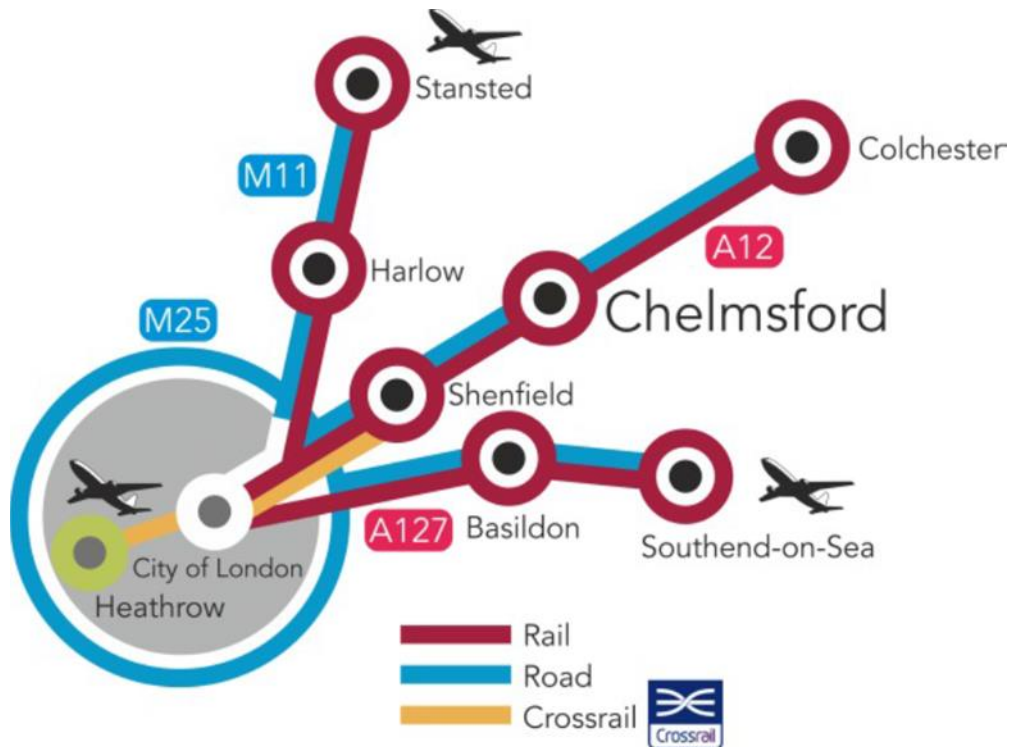 Stansted
Colchester
M11
A12
Harlow
Chelmsford
M25
Shenfield
A127
Basildon
Southend-on-Sea
City of London
Heathrow
Rail
Road
Crossrail
Crossrail